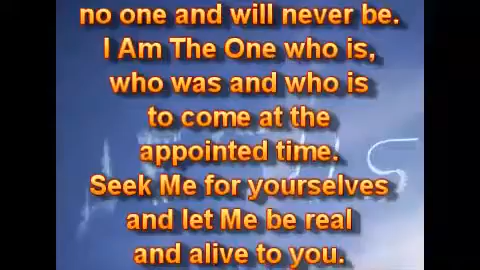 no one and will never be.
I Am The One who is,
who was and who is
to come at the
appointed time.
Seek Me for yourselves
and let Me be real
and alive to you.